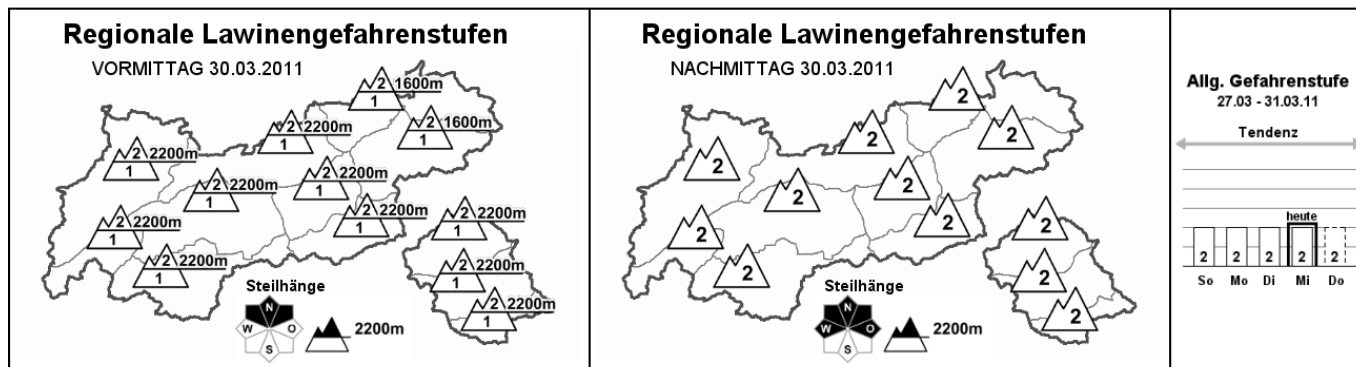 Regionale Lawinengefahrenstufen
VORMITTAG 30.03.2011
2 1600m
1
2 2200m
1
2 1600m
1
2 2200m
1
2 2200m
1
2 2200m
1
2 2200m
1
2 2200m
1
2 2200m
1
2 2200m
1
2 2200m
1
2 2200m
1
Steilhänge
N
W O
S
2200m
Regionale Lawinengefahrenstufen
NACHMITTAG 30.03.2011
2
2
2
2
2
2
2
2
2
2
2
2
Steilhänge
N
W O
S
2200m
Allg. Gefahrenstufe
27.03 - 31.03.11
Tendenz
heute
2 2 2 2 2
So Mo Di Mi Do